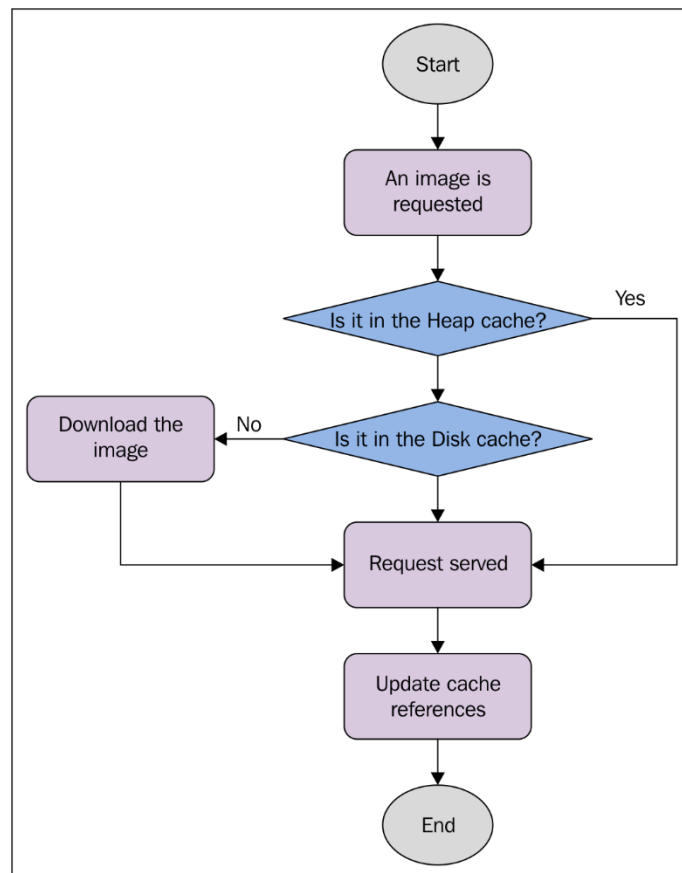 Start
An image is
requested
Is it in the Heap cache?
Yes
Is it in the Disk cache?
No
Download the
image
Request served
Update cache
references
End